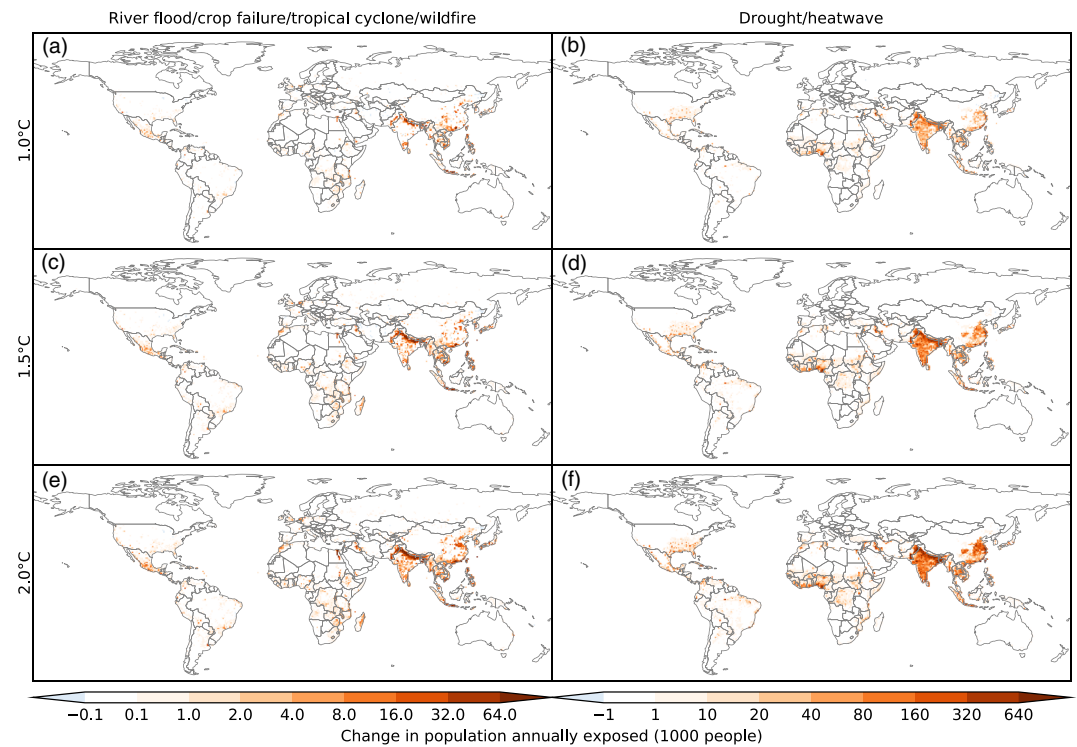 River flood/crop failure/tropical cyclone/wildfire
Drought/heatwave
(a)
(b)
1.0°C
(c)
(d)
1.5°C
(e)
(f)
2.0°C
−0.1 0.1 1.0 2.0 4.0 8.0 16.0 32.0 64.0
−1 1 10 20 40 80 160 320 640
Change in population annually exposed (1000 people)